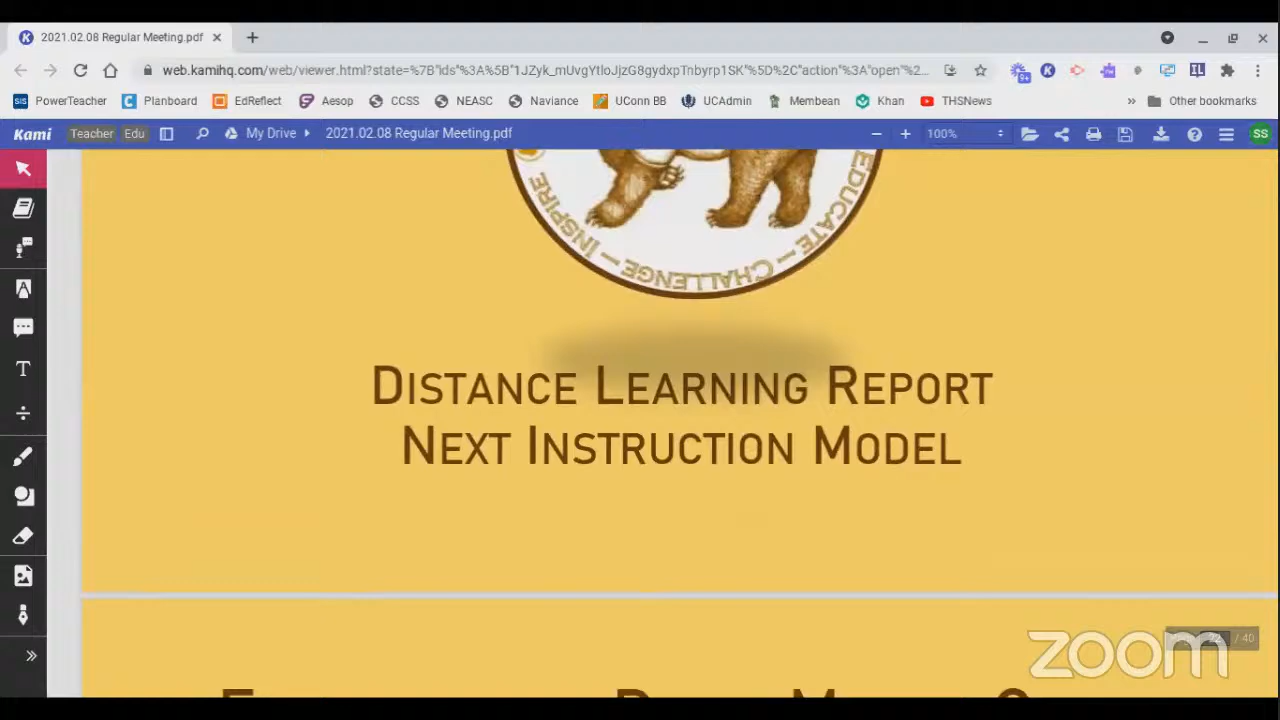 2021.02.08 Regular Meeting.pdf
web.kamihq.com/web/viewer.html?state=%7B"ids"%3A%5B"1JZyk_mUvgYtloJjzG8gydxpTnbyrp1SK"%5D%2C"action"%3A"open"%2...
9+
SIS PowerTeacher Planboard EdReflect Aesop CCSS NEASC Naviance UConn BB UCAdmin Membean Khan THSNews » Other bookmarks
Kami Teacher Edu My Drive 2021.02.08 Regular Meeting.pdf 100% SS
INSPIRE – CHALLENGE – EDUCATE
DISTANCE LEARNING REPORT
NEXT INSTRUCTION MODEL
22 / 40
zoom